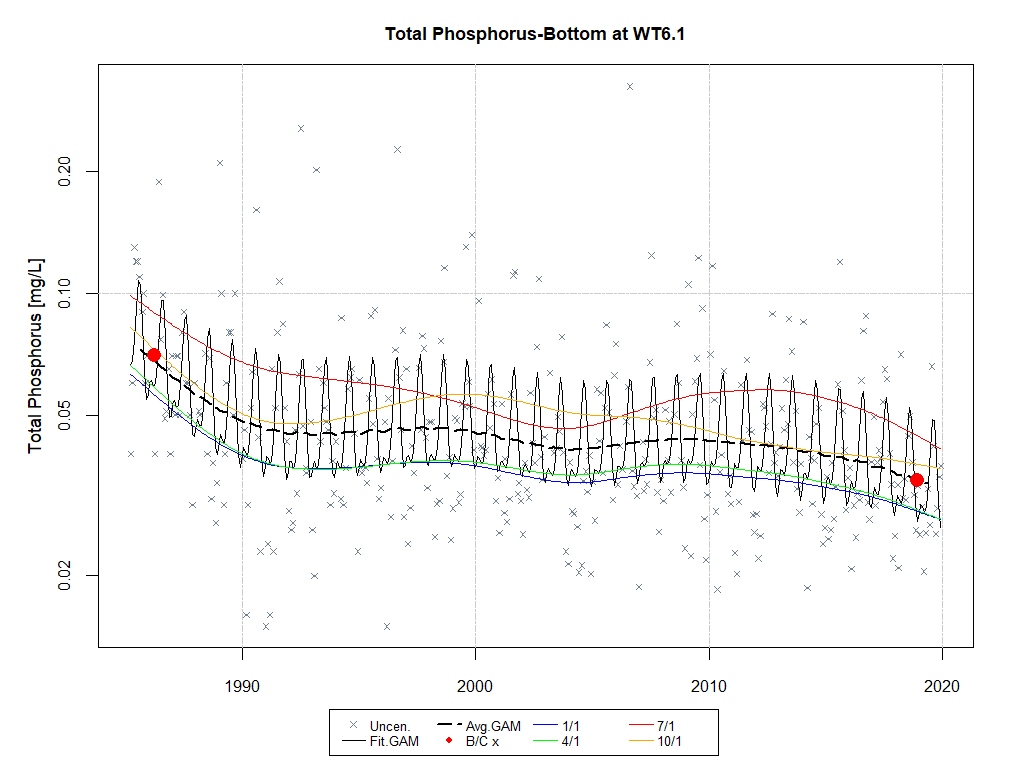 Total Phosphorus-Bottom at WT6.1
Total Phosphorus [mg/L]
0.20
0.10
0.05
0.02
1990 2000 2010 2020
Uncen. Avg.GAM 1/1 7/1
Fit.GAM B/C x 4/1 10/1